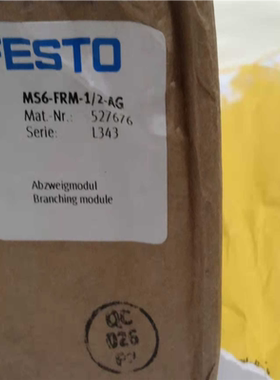 FESTO
MS6-FRM-1/2-AG
Mat.-Nr.: 527676
Serie: L343
Abzweigmodul
Branching module
QC
026